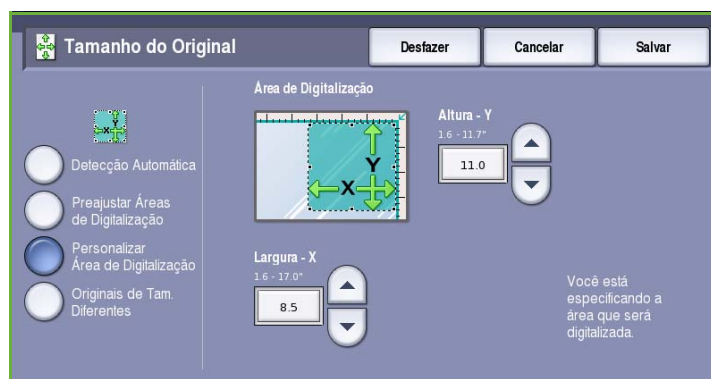 Tamanho do Original
Desfazer
Cancelar
Salvar
Detecção Automática
Preajustar Áreas
de Digitalização
Personalizar
Área de Digitalização
Originais de Tam.
Diferentes
Área de Digitalização
Y
X
Altura - Y
1.6 - 11.7"
11.0
Largura - X
1.6 - 17.0"
8.5
Você está
especificando a
área que será
digitalizada.